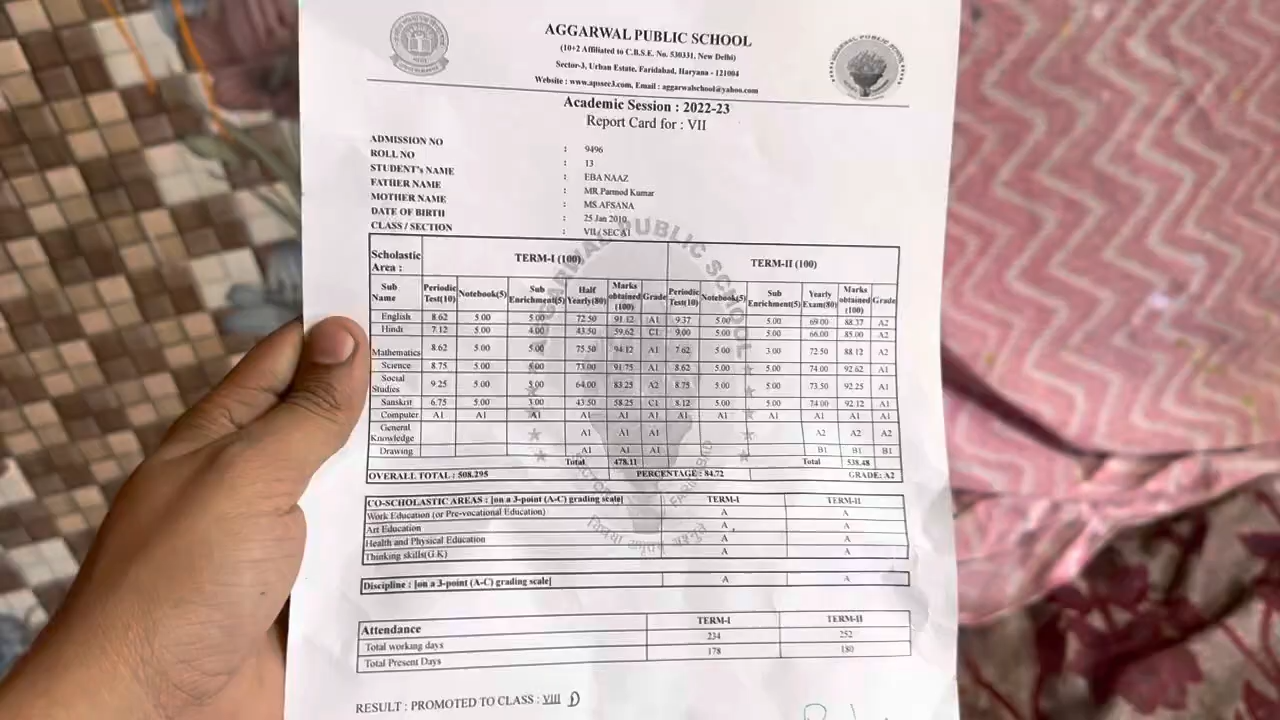 AGGARWAL PUBLIC SCHOOL
(10+2 Affiliated to C.B.S.E. No. 530331, New Delhi)
Sector-3, Urban Estate, Faridabad, Haryana - 121004
Website : www.apssec3.com, Email : aggarwalschool@yahoo.com
Academic Session : 2022-23
Report Card for : VII
ADMISSION NO : 9496
ROLL NO : 13
STUDENT's NAME : EBA NAAZ
FATHER NAME : MR Parmod Kumar
MOTHER NAME : MS AFSANA
DATE OF BIRTH : 25 Jan 2010
CLASS / SECTION : VII / SEC A1
Scholastic Area : TERM-I (100) TERM-II (100)
Sub Name Periodic Test(10) Notebook(5) Sub Enrichment(5) Half Yearly(80) Marks obtained (100) Grade Periodic Test(10) Notebook(5) Sub Enrichment(5) Yearly Exam(80) Marks obtained (100) Grade
English 8.62 5.00 5.00 72.50 91.12 A1 9.37 5.00 5.00 69.00 88.37 A2
Hindi 7.12 5.00 4.00 43.50 59.62 C1 9.00 5.00 5.00 66.00 85.00 A2
Mathematics 8.62 5.00 5.00 75.50 94.12 A1 7.62 5.00 3.00 72.50 88.12 A2
Science 8.75 5.00 5.00 73.00 91.75 A1 8.62 5.00 5.00 74.00 92.62 A1
Social Studies 9.25 5.00 5.00 64.00 83.25 A2 8.75 5.00 5.00 73.50 92.25 A1
Sanskrit 6.75 5.00 3.00 43.50 58.25 C1 8.12 5.00 5.00 74.00 92.12 A1
Computer A1 A1 A1 A1 A1 A1 A1 A1 A1 A1 A1 A1
General Knowledge A1 A1 A1 A2 A2 A2
Drawing A1 A1 A1 B1 B1 B1
Total 478.11 Total 538.48
OVERALL TOTAL : 508.295 PERCENTAGE : 84.72 GRADE: A2
CO-SCHOLASTIC AREAS : [on a 3-point (A-C) grading scale] TERM-I TERM-II
Work Education (or Pre-vocational Education) A A
Art Education A A
Health and Physical Education A A
Thinking skills(G.K) A A
Discipline : [on a 3-point (A-C) grading scale] A A
Attendance TERM-I TERM-II
Total working days 234 252
Total Present Days 178 180
RESULT : PROMOTED TO CLASS : VIII D
AGGARWAL PUBLIC SCHOOL